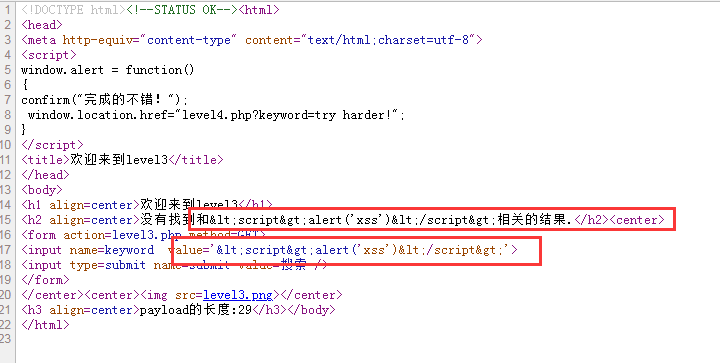 1 <!DOCTYPE html><!--STATUS OK--><html>
2 <head>
3 <meta http-equiv="content-type" content="text/html;charset=utf-8">
4 <script>
5 window.alert = function()
6 {
7 confirm("完成的不错！");
8  window.location.href="level4.php?keyword=try harder!";
9 }
10 </script>
11 <title>欢迎来到level3</title>
12 </head>
13 <body>
14 <h1 align=center>欢迎来到level3</h1>
15 <h2 align=center>没有找到和&lt;script&gt;alert('xss')&lt;/script&gt;相关的结果.</h2><center>
16 <form action=level3.php method=GET>
17 <input name=keyword  value='&lt;script&gt;alert('xss')&lt;/script&gt;'>
18 <input type=submit name=submit value=搜索 />
19 </form>
20 </center><center><img src=level3.png></center>
21 <h3 align=center>payload的长度:29</h3></body>
22 </html>
23